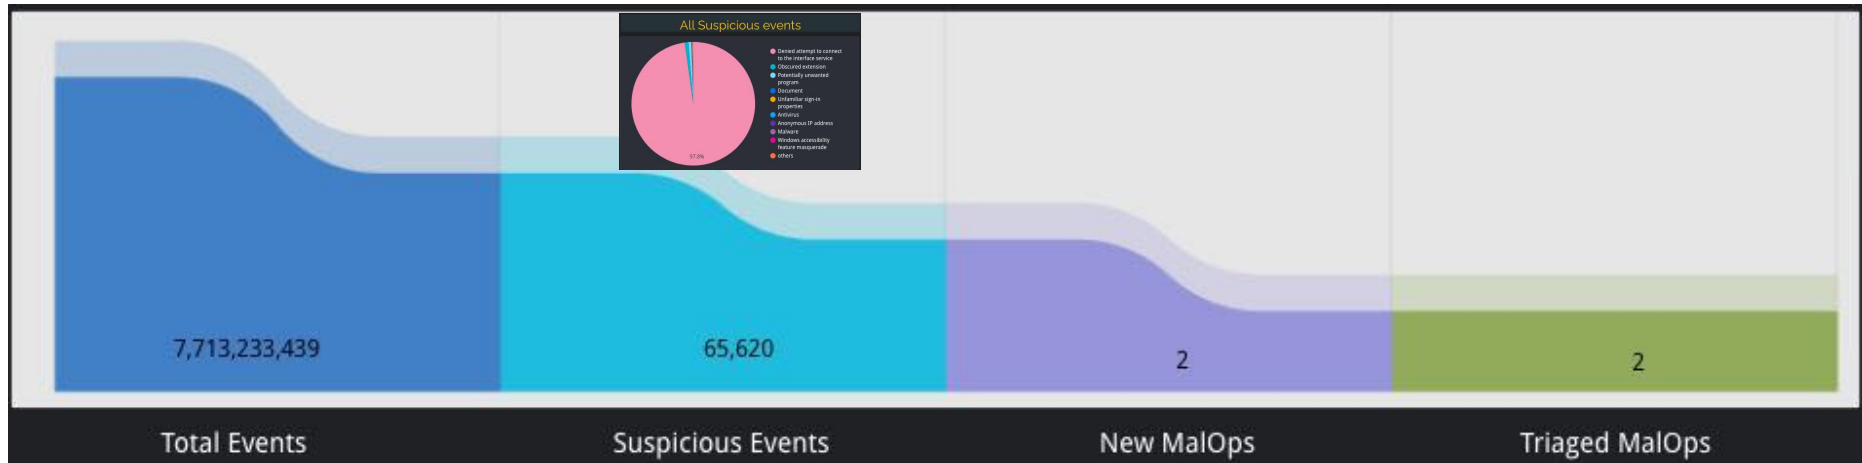 All Suspicious events
Denied attempt to connect
to the interface service
Obscured extension
Potentially unwanted
program
Document
Unfamiliar sign-in
properties
Antivirus
Anonymous IP address
Malware
Windows accessibility
feature masquerade
others
97.8%
7,713,233,439
65,620
2
2
Total Events
Suspicious Events
New MalOps
Triaged MalOps